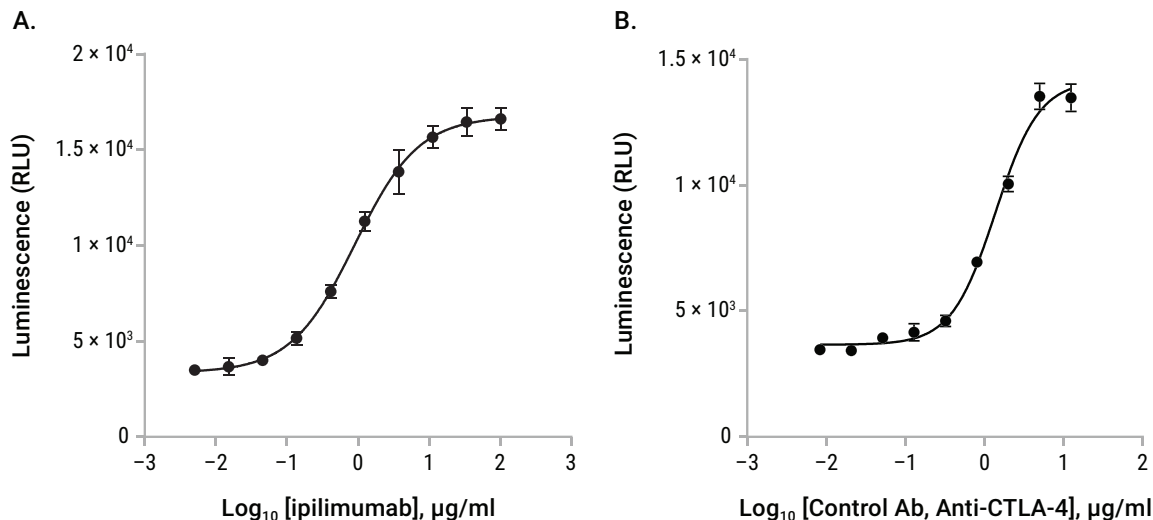 A.
Luminescence (RLU)
2 × 10⁴
1.5 × 10⁴
1 × 10⁴
5 × 10³
0
−3 −2 −1 0 1 2 3
Log₁₀ [ipilimumab], µg/ml
B.
Luminescence (RLU)
1.5 × 10⁴
1 × 10⁴
5 × 10³
0
−3 −2 −1 0 1 2
Log₁₀ [Control Ab, Anti-CTLA-4], µg/ml